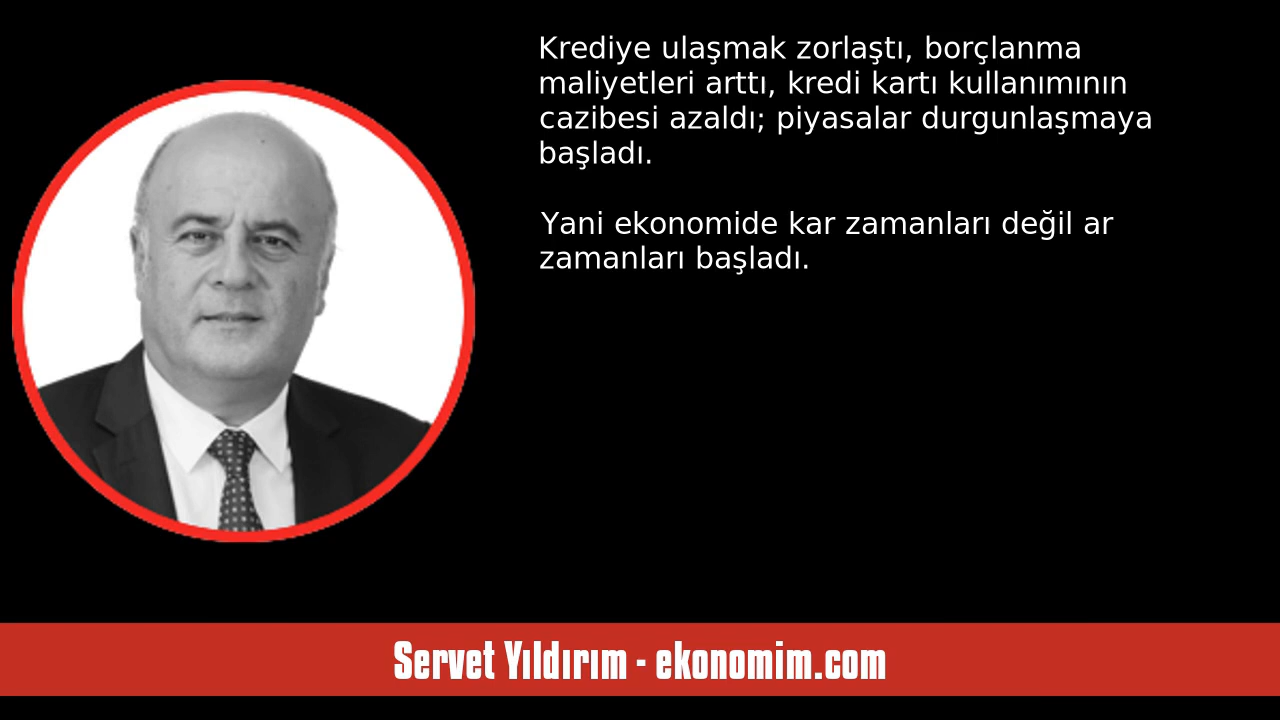 Krediye ulaşmak zorlaştı, borçlanma
maliyetleri arttı, kredi kartı kullanımının
cazibesi azaldı; piyasalar durgunlaşmaya
başladı.
Yani ekonomide kar zamanları değil ar
zamanları başladı.
Servet Yıldırım - ekonomim.com